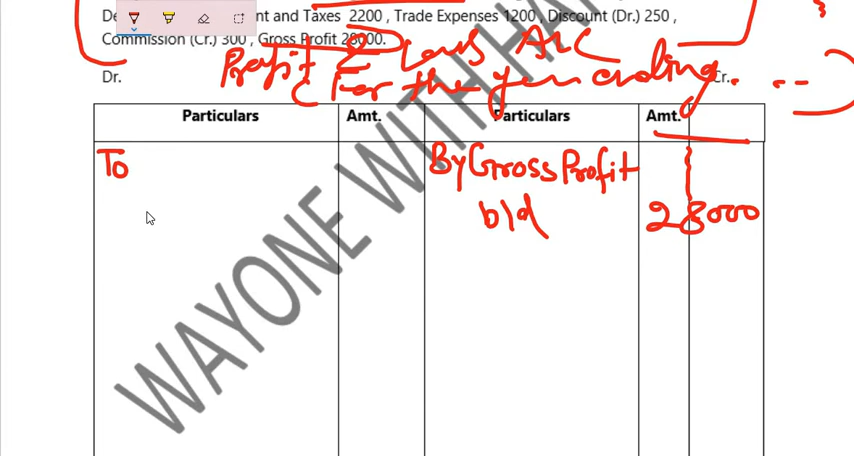 De nt and Taxes 2200 , Trade Expenses 1200 , Discount (Dr.) 250 ,
Commission (Cr.) 300 , Gross Profit 28000.
Profit & Loss A/C
( For the year ending. ---)
Dr. Cr.
Particulars Amt. Particulars Amt.
To By Gross Profit
b/d 28000
WAYONE WITH HA